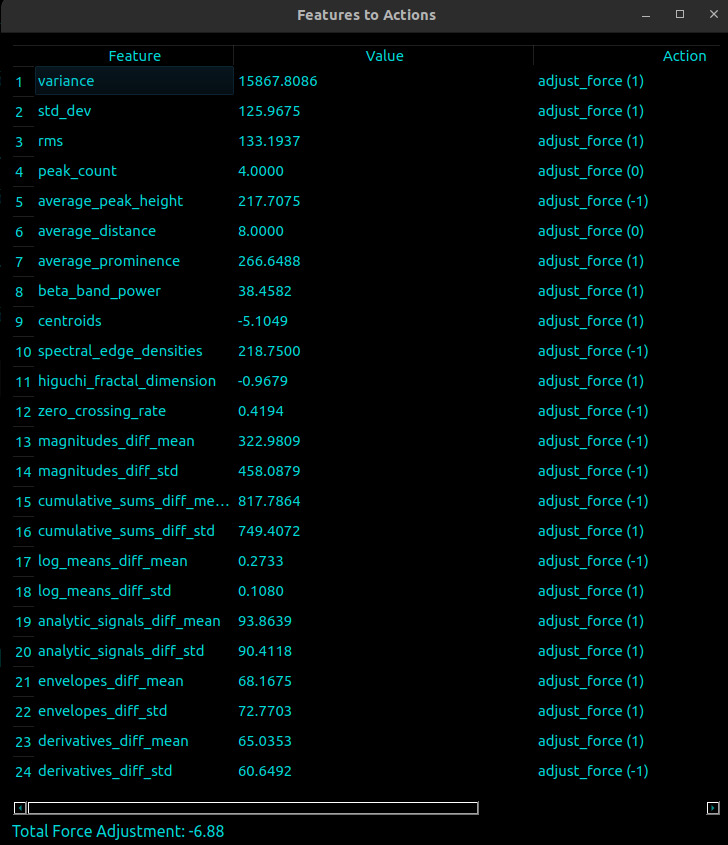 Features to Actions
Feature Value Action
1 variance 15867.8086 adjust_force (1)
2 std_dev 125.9675 adjust_force (1)
3 rms 133.1937 adjust_force (1)
4 peak_count 4.0000 adjust_force (0)
5 average_peak_height 217.7075 adjust_force (-1)
6 average_distance 8.0000 adjust_force (0)
7 average_prominence 266.6488 adjust_force (1)
8 beta_band_power 38.4582 adjust_force (1)
9 centroids -5.1049 adjust_force (1)
10 spectral_edge_densities 218.7500 adjust_force (-1)
11 higuchi_fractal_dimension -0.9679 adjust_force (1)
12 zero_crossing_rate 0.4194 adjust_force (-1)
13 magnitudes_diff_mean 322.9809 adjust_force (-1)
14 magnitudes_diff_std 458.0879 adjust_force (-1)
15 cumulative_sums_diff_me... 817.7864 adjust_force (-1)
16 cumulative_sums_diff_std 749.4072 adjust_force (1)
17 log_means_diff_mean 0.2733 adjust_force (-1)
18 log_means_diff_std 0.1080 adjust_force (1)
19 analytic_signals_diff_mean 93.8639 adjust_force (1)
20 analytic_signals_diff_std 90.4118 adjust_force (1)
21 envelopes_diff_mean 68.1675 adjust_force (1)
22 envelopes_diff_std 72.7703 adjust_force (1)
23 derivatives_diff_mean 65.0353 adjust_force (1)
24 derivatives_diff_std 60.6492 adjust_force (-1)
Total Force Adjustment: -6.88